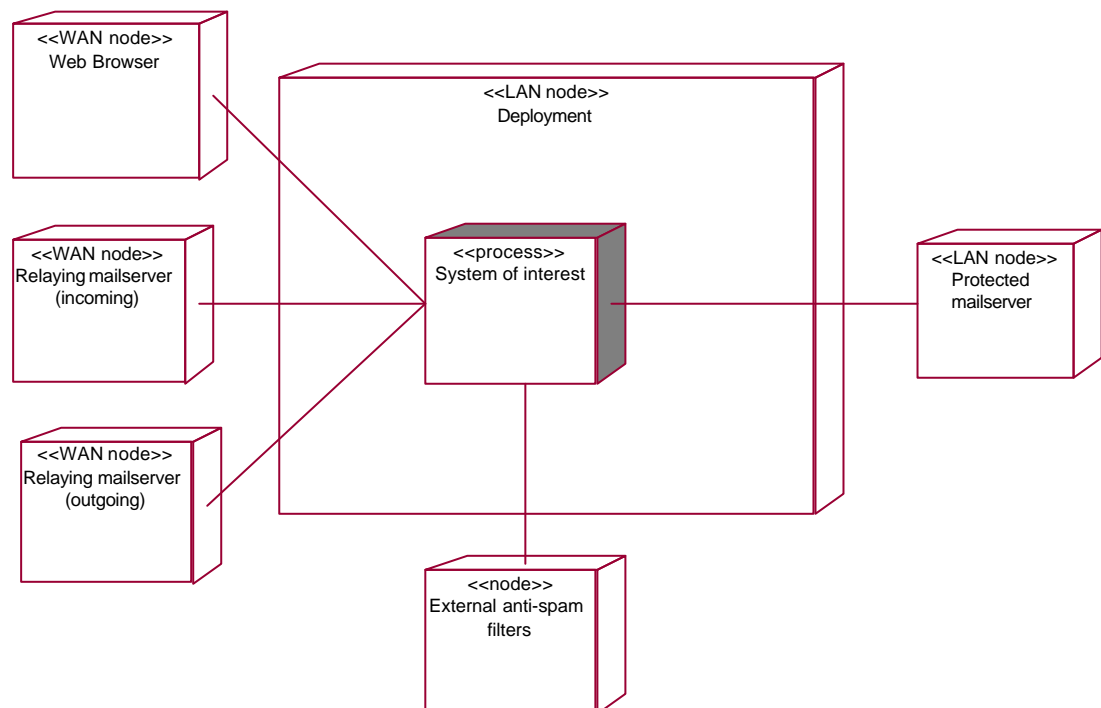 <<WAN node>>
Web Browser
<<LAN node>>
Deployment
<<WAN node>>
Relaying mailserver
(incoming)
<<process>>
System of interest
<<LAN node>>
Protected
mailserver
<<WAN node>>
Relaying mailserver
(outgoing)
<<node>>
External anti-spam
filters